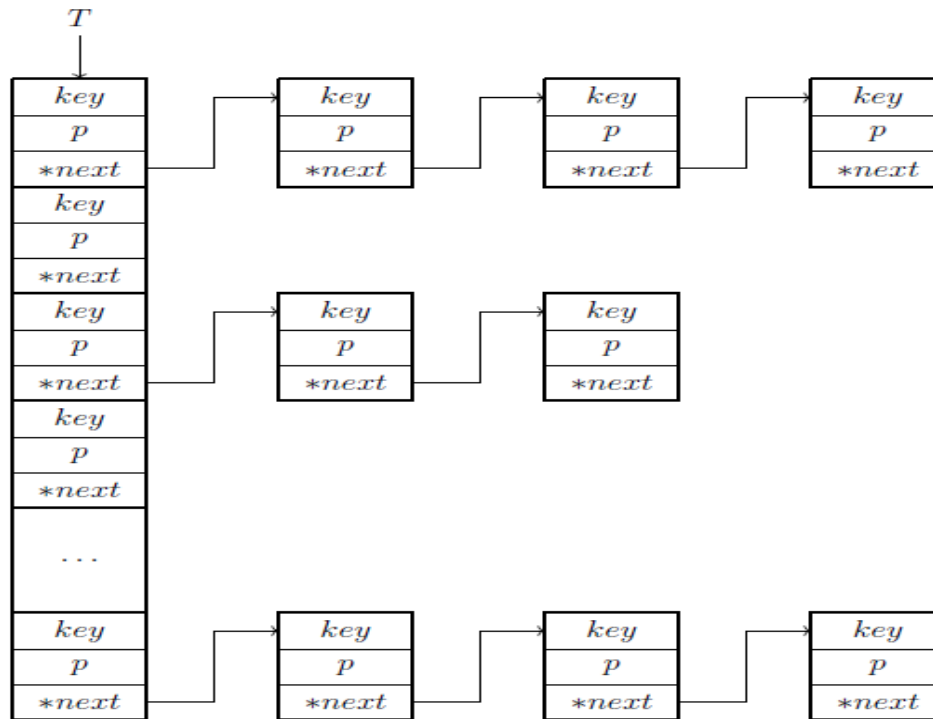 T
key key key key
p p p p
*next *next *next *next
key
p
*next
key key key
p p p
*next *next *next
key
p
*next
...
key key key key
p p p p
*next *next *next *next